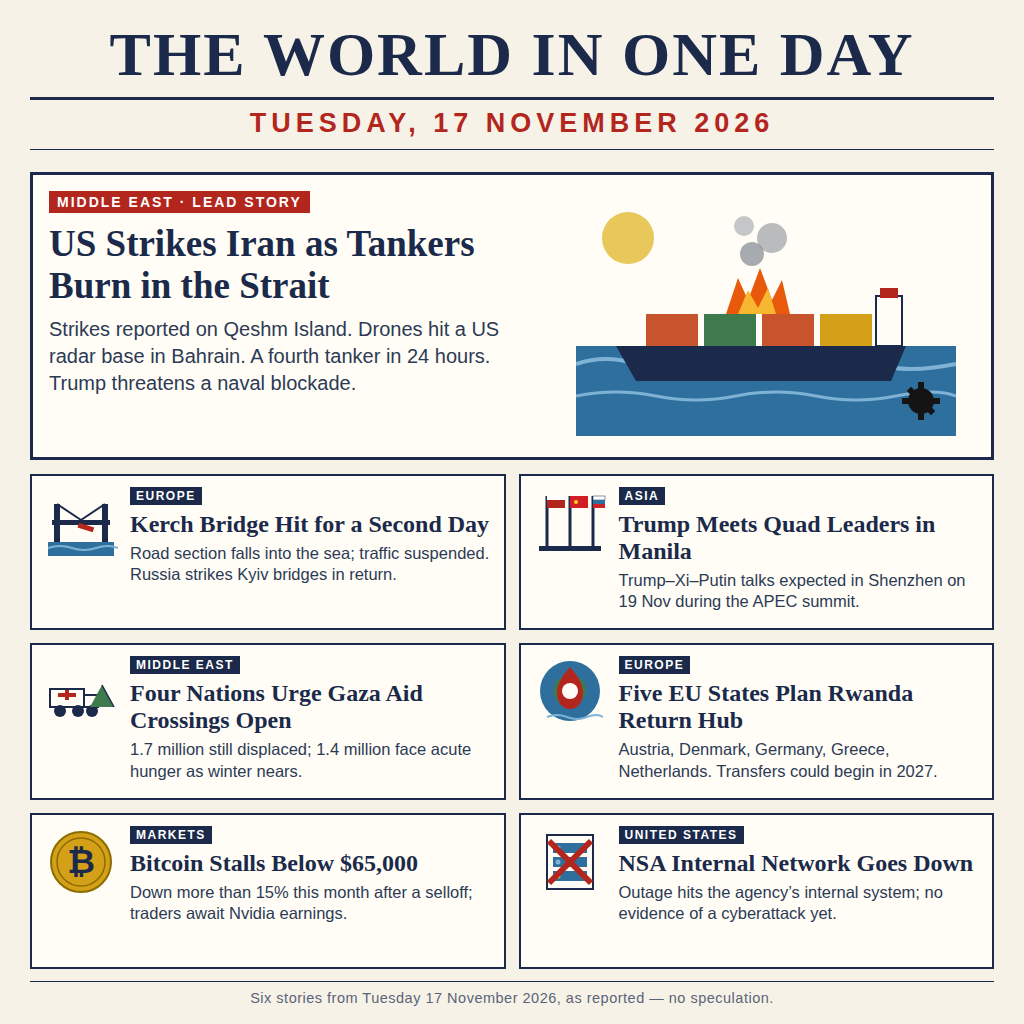 THE WORLD IN ONE DAY
TUESDAY, 17 NOVEMBER 2026
MIDDLE EAST · LEAD STORY
US Strikes Iran as Tankers
Burn in the Strait
Strikes reported on Qeshm Island. Drones hit a US
radar base in Bahrain. A fourth tanker in 24 hours.
Trump threatens a naval blockade.
EUROPE
Kerch Bridge Hit for a Second Day
Road section falls into the sea; traffic suspended.
Russia strikes Kyiv bridges in return.
ASIA
Trump Meets Quad Leaders in
Manila
Trump–Xi–Putin talks expected in Shenzhen on
19 Nov during the APEC summit.
MIDDLE EAST
Four Nations Urge Gaza Aid
Crossings Open
1.7 million still displaced; 1.4 million face acute
hunger as winter nears.
EUROPE
Five EU States Plan Rwanda
Return Hub
Austria, Denmark, Germany, Greece,
Netherlands. Transfers could begin in 2027.
MARKETS
₿
Bitcoin Stalls Below $65,000
Down more than 15% this month after a selloff;
traders await Nvidia earnings.
UNITED STATES
NSA Internal Network Goes Down
Outage hits the agency’s internal system; no
evidence of a cyberattack yet.
Six stories from Tuesday 17 November 2026, as reported — no speculation.